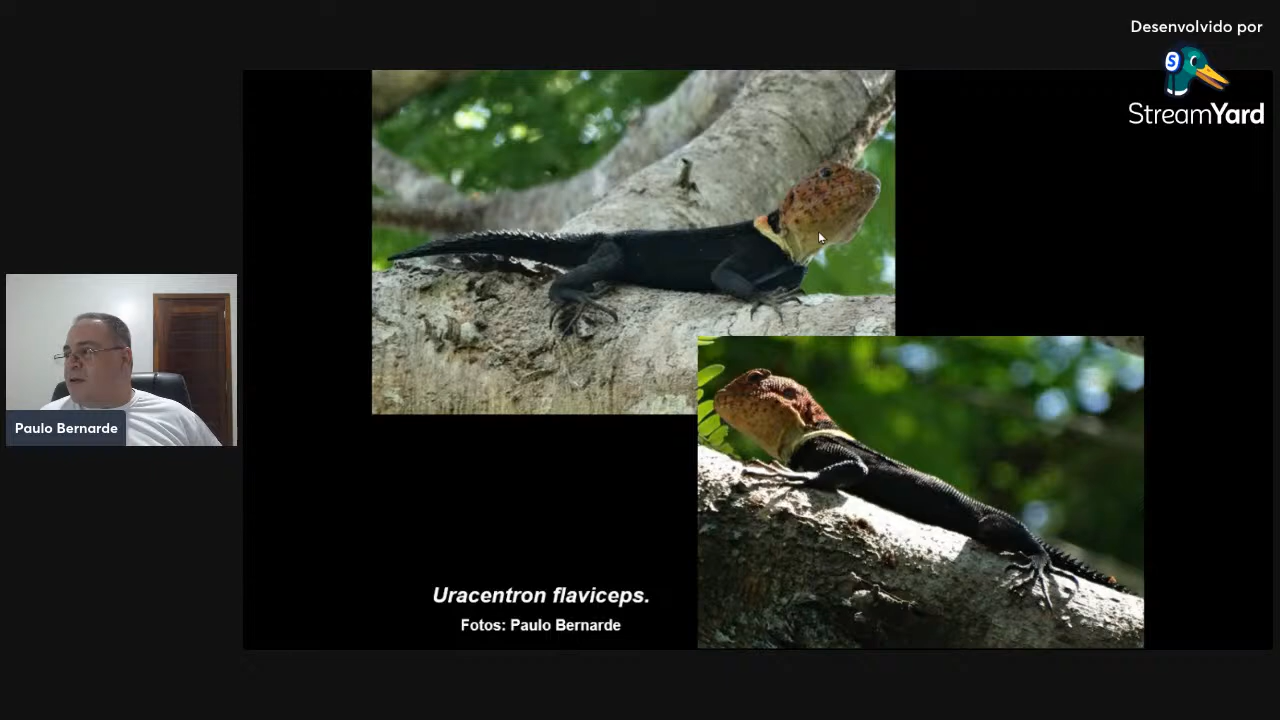 Desenvolvido por
S
StreamYard
Paulo Bernarde
Uracentron flaviceps.
Fotos: Paulo Bernarde